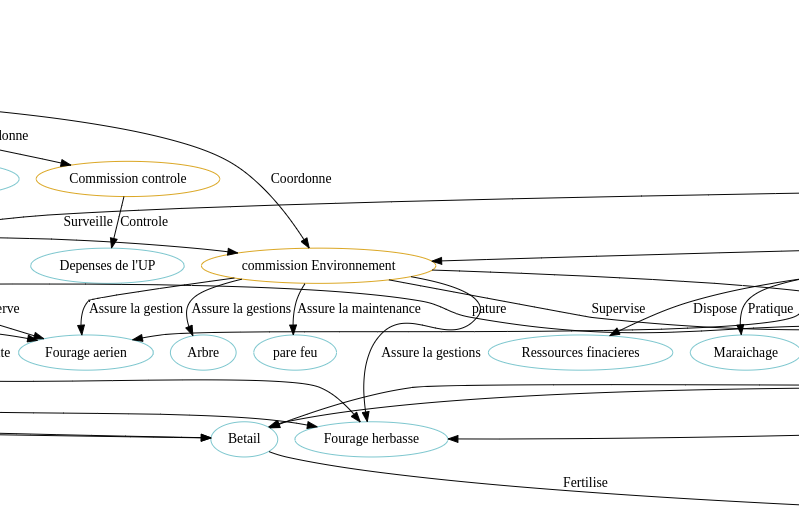 donne
Commission controle
Coordonne
Surveille Controle
Depenses de l'UP
commission Environnement
erve
Assure la gestion
Assure la gestions
Assure la maintenance
pature
Supervise
Dispose
Pratique
te
Fourage aerien
Arbre
pare feu
Assure la gestions
Ressources finacieres
Maraichage
Betail
Fourage herbasse
Fertilise